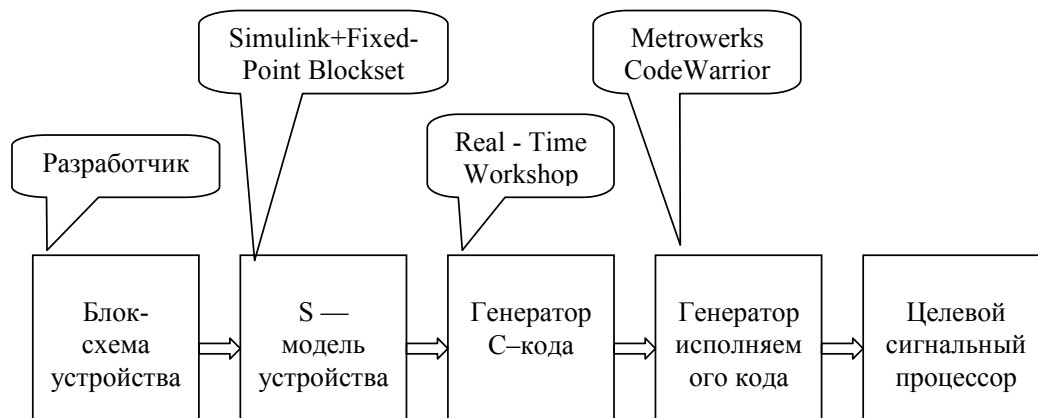 Simulink+Fixed-
Point Blockset
Metrowerks
CodeWarrior
Real - Time
Workshop
Разработчик
Блок-
схема
устройства
S —
модель
устройства
Генератор
С–кода
Генератор
исполняем
ого кода
Целевой
сигнальный
процессор